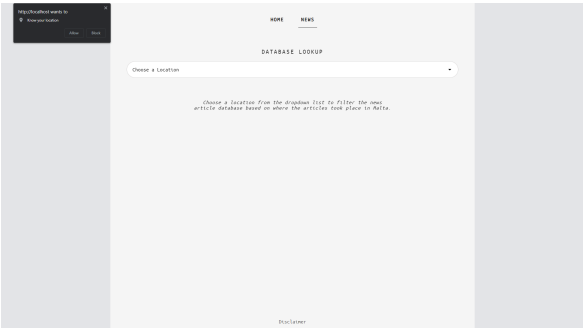 http://localhost wants to
Know your location
Allow Block
HOME NEWS
DATABASE LOOKUP
Choose a Location
Choose a location from the dropdown list to filter the news
article database based on where the articles took place in Malta.
Disclaimer